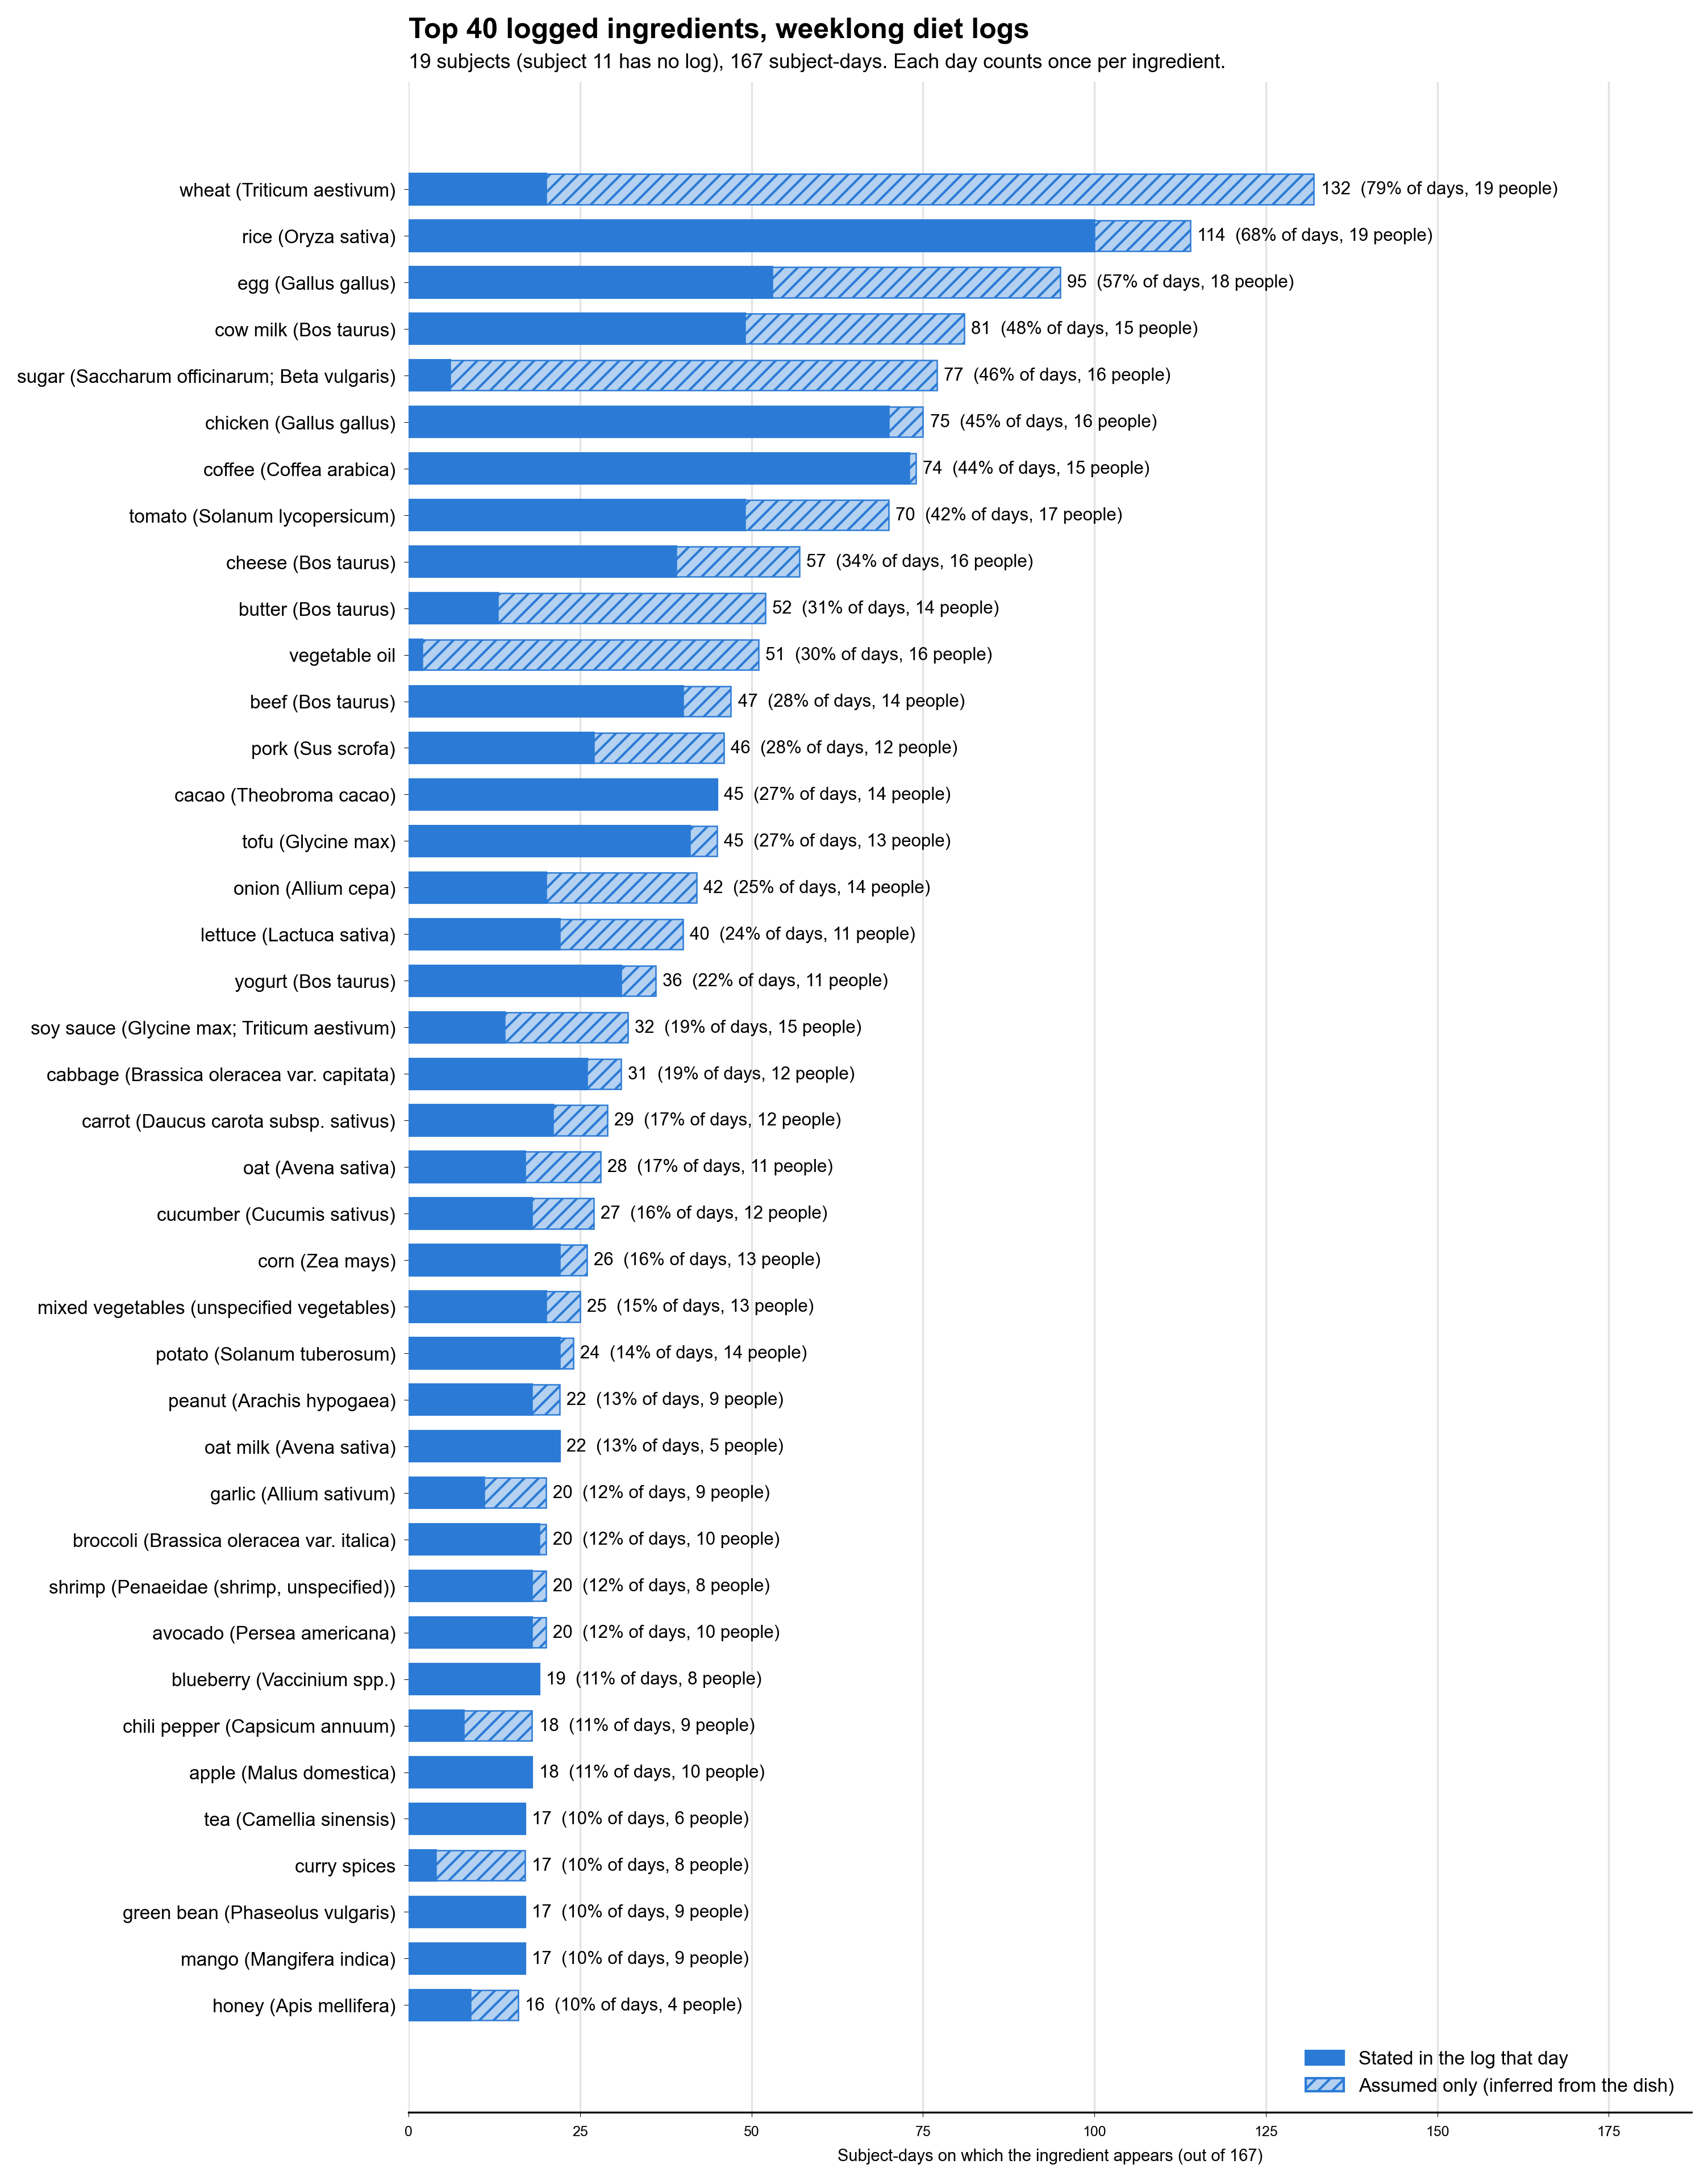 Top 40 logged ingredients, weeklong diet logs
19 subjects (subject 11 has no log), 167 subject-days. Each day counts once per ingredient.
wheat (Triticum aestivum) 132 (79% of days, 19 people)
rice (Oryza sativa) 114 (68% of days, 19 people)
egg (Gallus gallus) 95 (57% of days, 18 people)
cow milk (Bos taurus) 81 (48% of days, 15 people)
sugar (Saccharum officinarum; Beta vulgaris) 77 (46% of days, 16 people)
chicken (Gallus gallus) 75 (45% of days, 16 people)
coffee (Coffea arabica) 74 (44% of days, 15 people)
tomato (Solanum lycopersicum) 70 (42% of days, 17 people)
cheese (Bos taurus) 57 (34% of days, 16 people)
butter (Bos taurus) 52 (31% of days, 14 people)
vegetable oil 51 (30% of days, 16 people)
beef (Bos taurus) 47 (28% of days, 14 people)
pork (Sus scrofa) 46 (28% of days, 12 people)
cacao (Theobroma cacao) 45 (27% of days, 14 people)
tofu (Glycine max) 45 (27% of days, 13 people)
onion (Allium cepa) 42 (25% of days, 14 people)
lettuce (Lactuca sativa) 40 (24% of days, 11 people)
yogurt (Bos taurus) 36 (22% of days, 11 people)
soy sauce (Glycine max; Triticum aestivum) 32 (19% of days, 15 people)
cabbage (Brassica oleracea var. capitata) 31 (19% of days, 12 people)
carrot (Daucus carota subsp. sativus) 29 (17% of days, 12 people)
oat (Avena sativa) 28 (17% of days, 11 people)
cucumber (Cucumis sativus) 27 (16% of days, 12 people)
corn (Zea mays) 26 (16% of days, 13 people)
mixed vegetables (unspecified vegetables) 25 (15% of days, 13 people)
potato (Solanum tuberosum) 24 (14% of days, 14 people)
peanut (Arachis hypogaea) 22 (13% of days, 9 people)
oat milk (Avena sativa) 22 (13% of days, 5 people)
garlic (Allium sativum) 20 (12% of days, 9 people)
broccoli (Brassica oleracea var. italica) 20 (12% of days, 10 people)
shrimp (Penaeidae (shrimp, unspecified)) 20 (12% of days, 8 people)
avocado (Persea americana) 20 (12% of days, 10 people)
blueberry (Vaccinium spp.) 19 (11% of days, 8 people)
chili pepper (Capsicum annuum) 18 (11% of days, 9 people)
apple (Malus domestica) 18 (11% of days, 10 people)
tea (Camellia sinensis) 17 (10% of days, 6 people)
curry spices 17 (10% of days, 8 people)
green bean (Phaseolus vulgaris) 17 (10% of days, 9 people)
mango (Mangifera indica) 17 (10% of days, 9 people)
honey (Apis mellifera) 16 (10% of days, 4 people)
Stated in the log that day
Assumed only (inferred from the dish)
0 25 50 75 100 125 150 175
Subject-days on which the ingredient appears (out of 167)